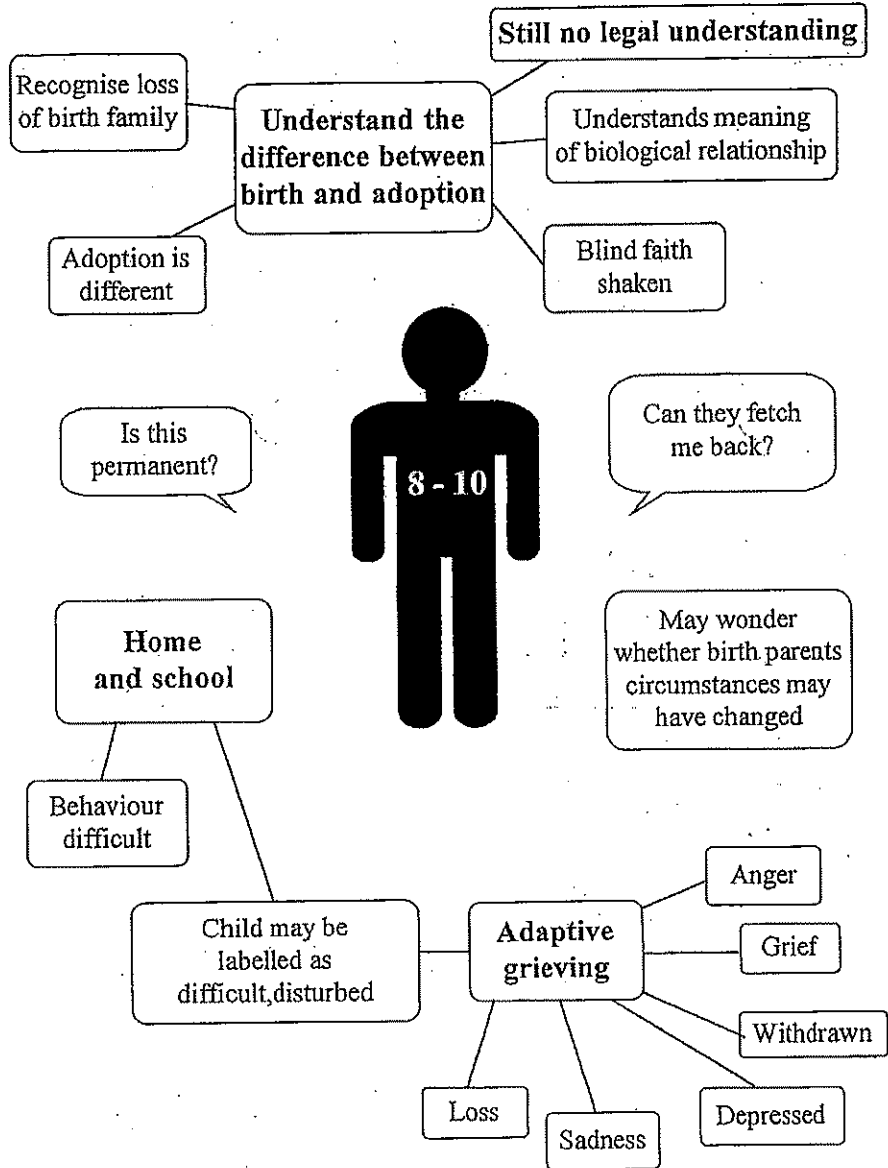 Still no legal understanding
Recognise loss
of birth family
Understand the
difference between
birth and adoption
Understands meaning
of biological relationship
Adoption is
different
Blind faith
shaken
Is this
permanent?
8 - 10
Can they fetch
me back?
Home
and school
May wonder
whether birth parents
circumstances may
have changed
Behaviour
difficult
Child may be
labelled as
difficult,disturbed
Adaptive
grieving
Anger
Grief
Withdrawn
Depressed
Sadness
Loss